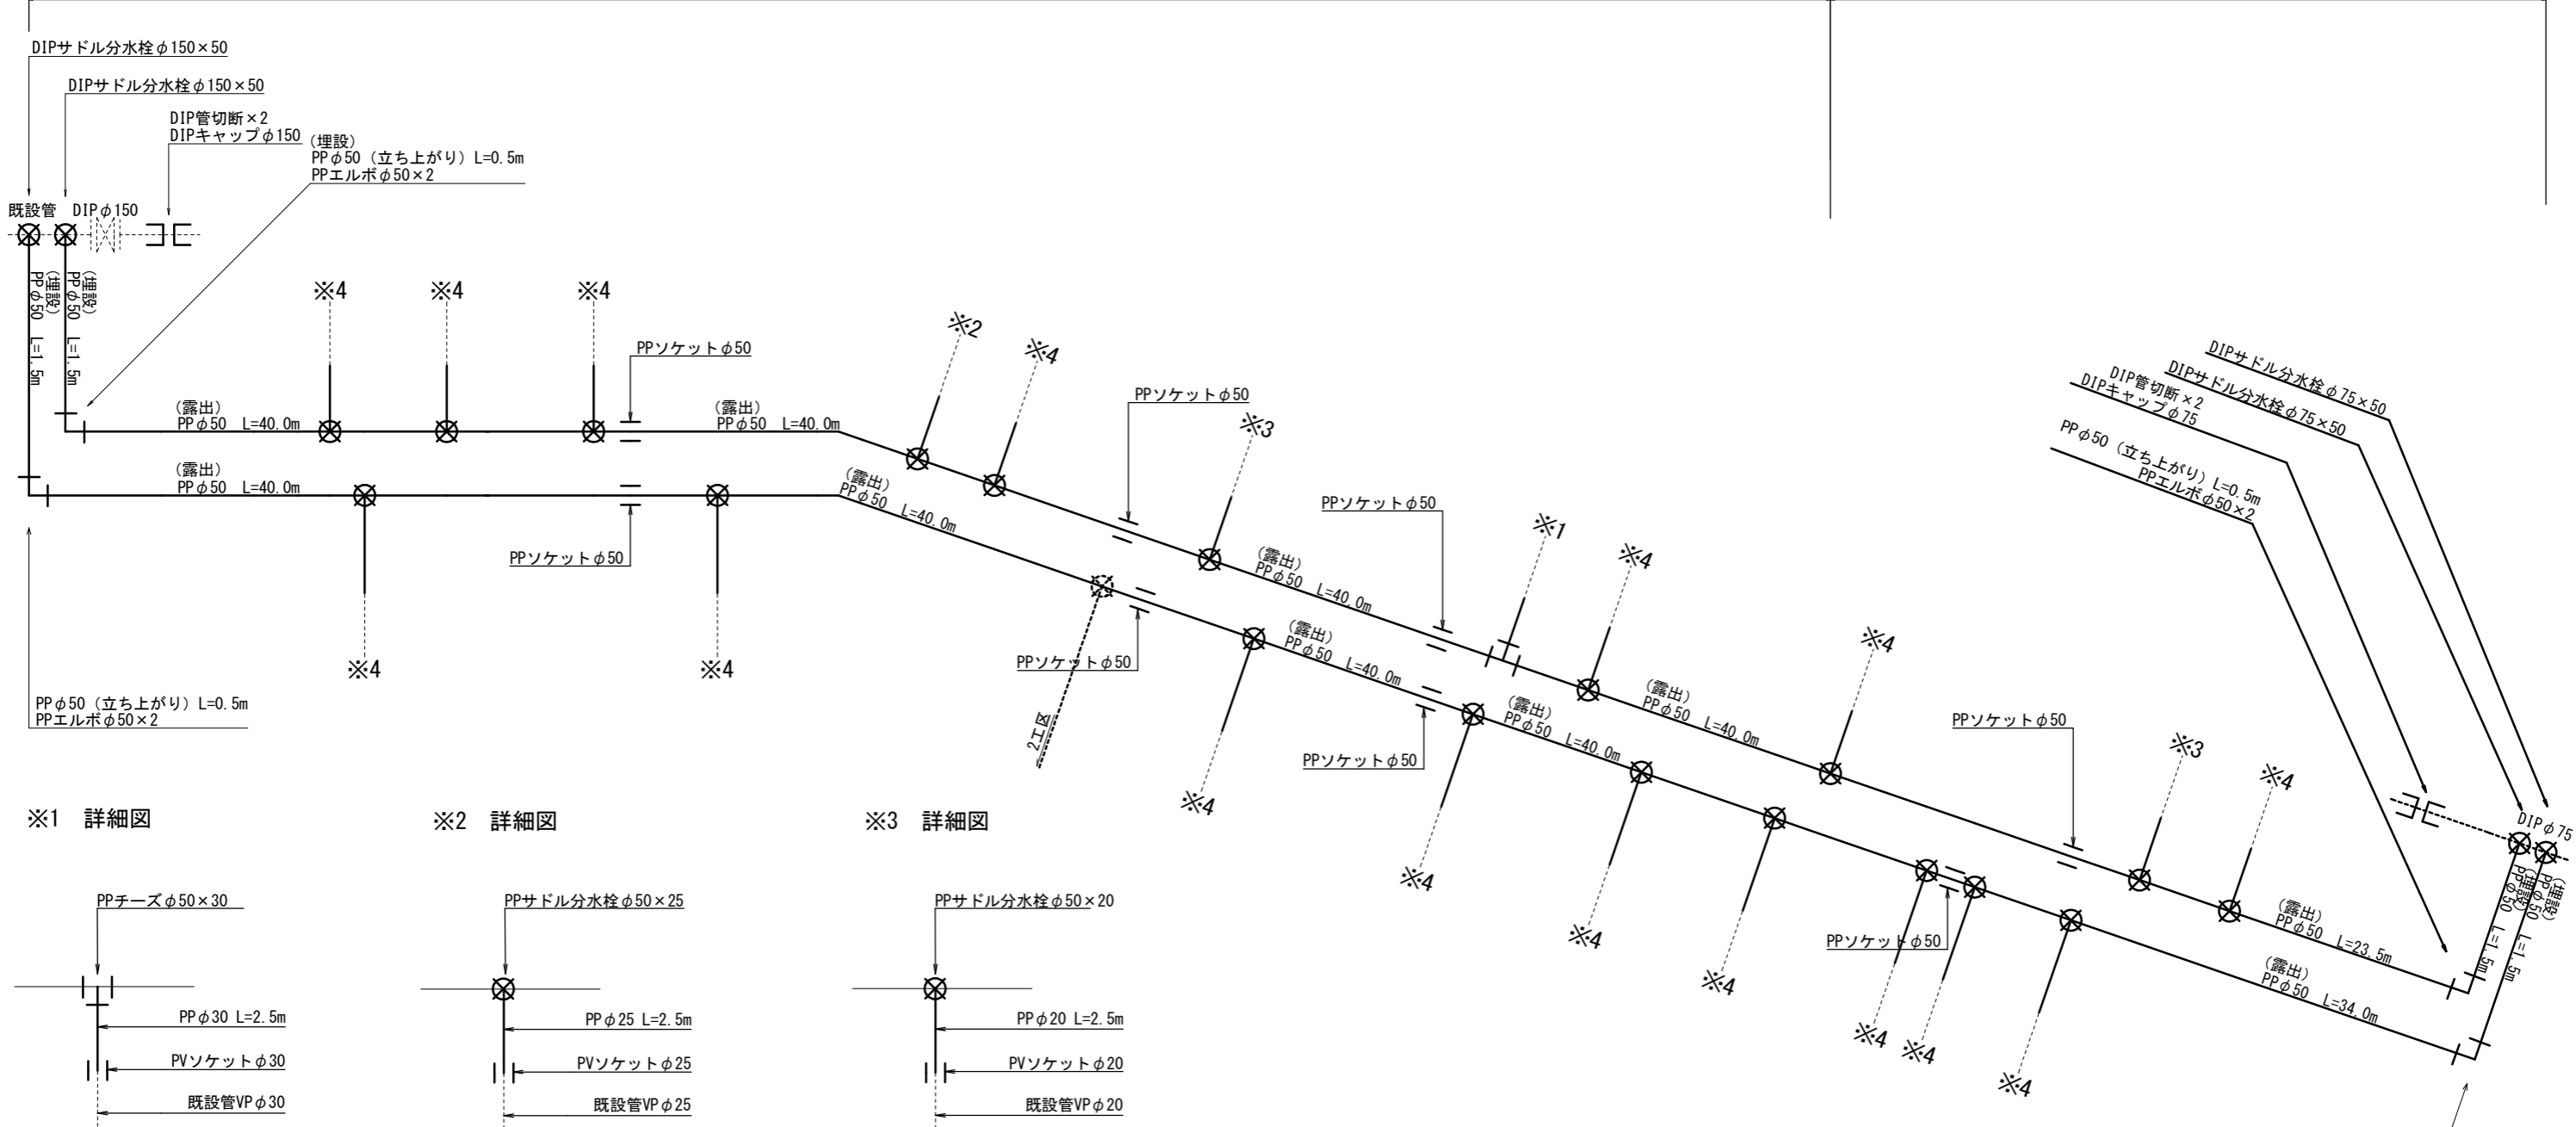 DIPサドル分水栓φ150×50
DIPサドル分水栓φ150×50
DIP管切断×2
DIPキャップφ150
(埋設)
PPφ50（立ち上がり）L=0.5m
PPエルボφ50×2
既設管 DIPφ150
(埋設)
PPφ50 L=1.5m
(埋設)
PPφ50 L=1.5m
※4
※4
※4
PPソケットφ50
(露出)
PPφ50 L=40.0m
(露出)
PPφ50 L=40.0m
(露出)
PPφ50 L=40.0m
PPソケットφ50
※4
※4
PPφ50（立ち上がり）L=0.5m
PPエルボφ50×2
※2
※4
PPソケットφ50
※3
(露出)
PPφ50 L=40.0m
(露出)
PPφ50 L=40.0m
PPソケットφ50
※1
※4
(露出)
PPφ50 L=40.0m
PPソケットφ50
2工区
※4
(露出)
PPφ50 L=40.0m
PPソケットφ50
(露出)
PPφ50 L=40.0m
※4
PPソケットφ50
※3
※4
※4
※4
※4
PPソケットφ50
※4
※4
※4
(露出)
PPφ50 L=23.5m
(露出)
PPφ50 L=34.0m
DIPサドル分水栓φ75×50
DIPサドル分水栓φ75×50
DIP管切断×2
DIPキャップφ75
PPφ50（立ち上がり）L=0.5m
PPエルボφ50×2
DIPφ75
(埋設)
PPφ50 L=1.5m
(埋設)
PPφ50 L=1.5m
※1 詳細図
PPチーズφ50×30
PPφ30 L=2.5m
PVソケットφ30
既設管VPφ30
※2 詳細図
PPサドル分水栓φ50×25
PPφ25 L=2.5m
PVソケットφ25
既設管VPφ25
※3 詳細図
PPサドル分水栓φ50×20
PPφ20 L=2.5m
PVソケットφ20
既設管VPφ20